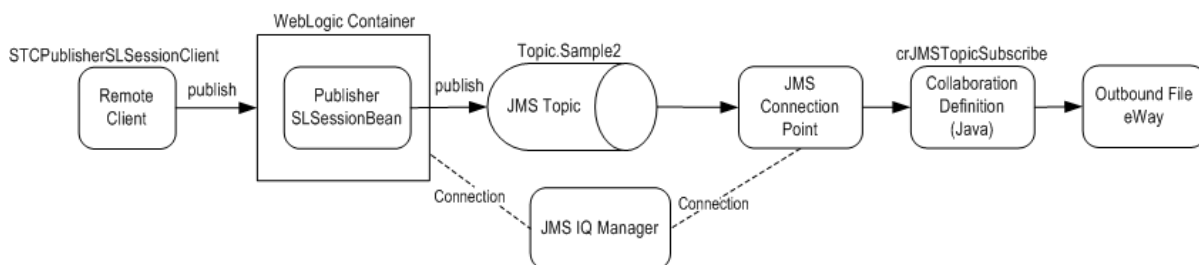 WebLogic Container
STCPublisherSLSessionClient
Remote
Client
publish
Publisher
SLSessionBean
publish
Topic.Sample2
JMS Topic
JMS
Connection
Point
crJMSTopicSubscribe
Collaboration
Definition
(Java)
Outbound File
eWay
Connection
JMS IQ Manager
Connection